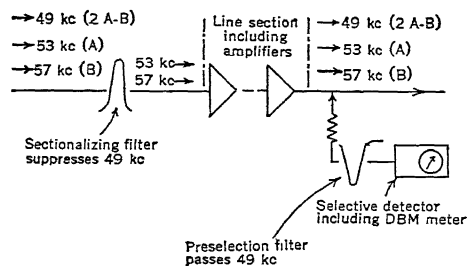 49 kc (2 A-B)
53 kc (A)
57 kc (B)
53 kc
57 kc
Line section
including
amplifiers
49 kc (2 A-B)
53 kc (A)
57 kc (B)
Sectionalizing filter
suppresses 49 kc
Selective detector
including DBM meter
Preselection filter
passes 49 kc